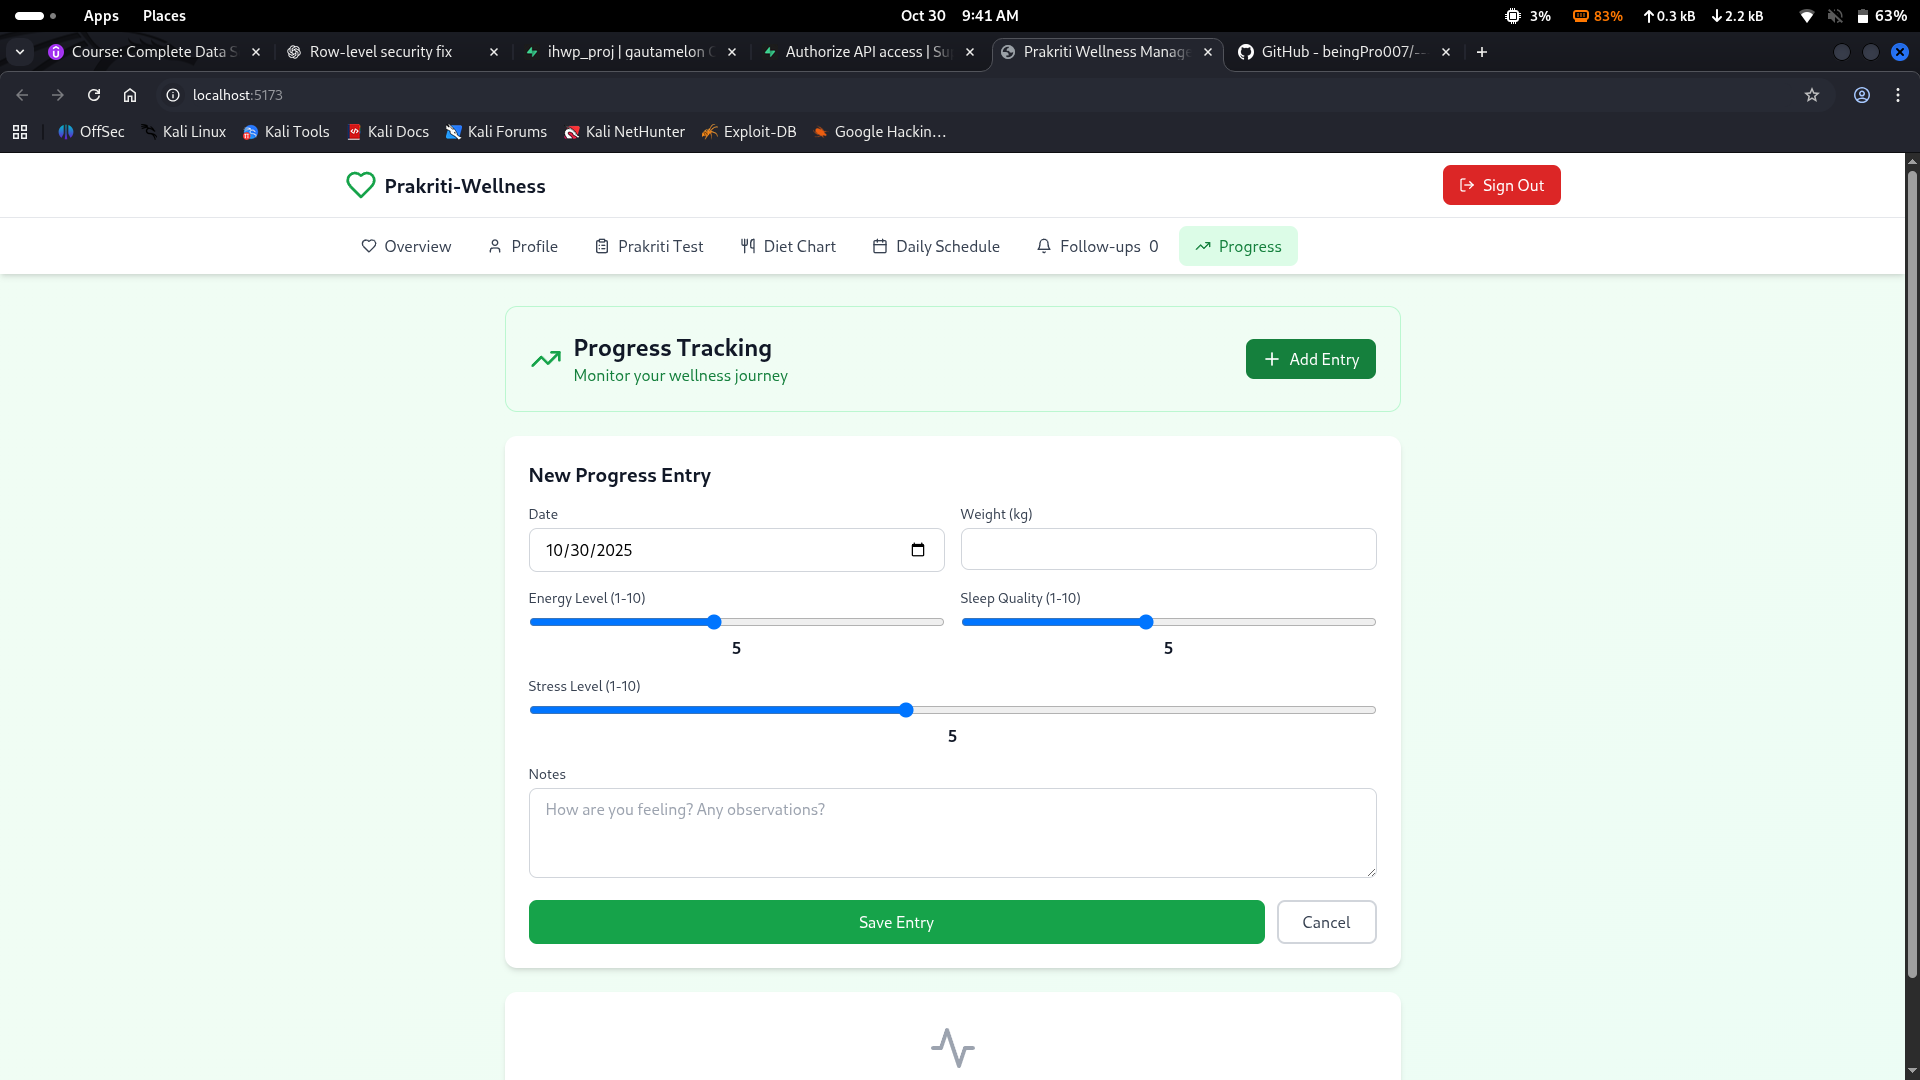 Apps Places Oct 30 9:41 AM 3% 83% 0.3 kB 2.2 kB 63%
Course: Complete Data S Row-level security fix ihwp_proj | gautamelon Authorize API access | Su Prakriti Wellness Manage GitHub - beingPro007/--
localhost:5173
OffSec Kali Linux Kali Tools Kali Docs Kali Forums Kali NetHunter Exploit-DB Google Hackin…
Prakriti-Wellness Sign Out
Overview Profile Prakriti Test Diet Chart Daily Schedule Follow-ups 0 Progress
Progress Tracking
Monitor your wellness journey
Add Entry
New Progress Entry
Date Weight (kg)
10/30/2025
Energy Level (1-10) Sleep Quality (1-10)
5 5
Stress Level (1-10)
5
Notes
How are you feeling? Any observations?
Save Entry Cancel